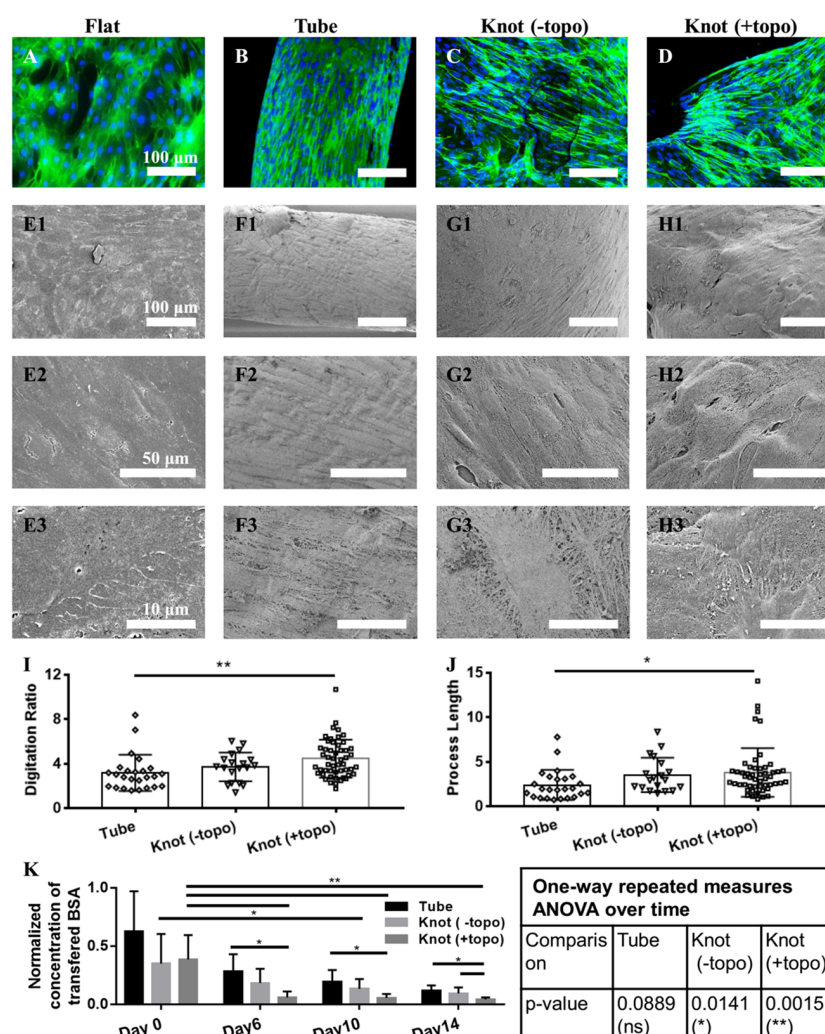 Flat Tube Knot (-topo) Knot (+topo)
A B C D
100 µm
E1 F1 G1 H1
100 µm
E2 F2 G2 H2
50 µm
E3 F3 G3 H3
10 µm
I
**
Digitation Ratio
12
8
4
0
Tube Knot (-topo) Knot (+topo)
J
*
Process Length
15
10
5
0
Tube Knot (-topo) Knot (+topo)
K
Normalized
concentration of
transfered BSA
1.0
0.5
0.0
**
*
*
*
*
Tube
Knot ( -topo)
Knot (+topo)
Day 0 Day6 Day10 Day14
One-way repeated measures
ANOVA over time
Comparis
on
Tube
Knot
(-topo)
Knot
(+topo)
p-value
0.0889
(ns)
0.0141
(*)
0.0015
(**)